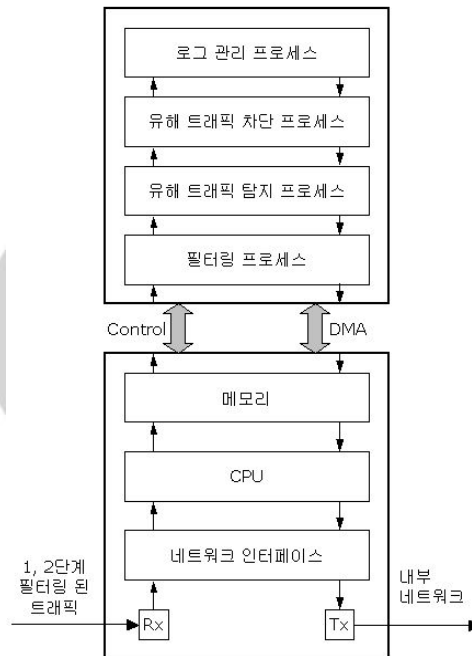 로그 관리 프로세스
유해 트래픽 차단 프로세스
유해 트래픽 탐지 프로세스
필터링 프로세스
Control
DMA
메모리
CPU
네트워크 인터페이스
1, 2단계
필터링 된
트래픽
Rx
Tx
내부
네트워크